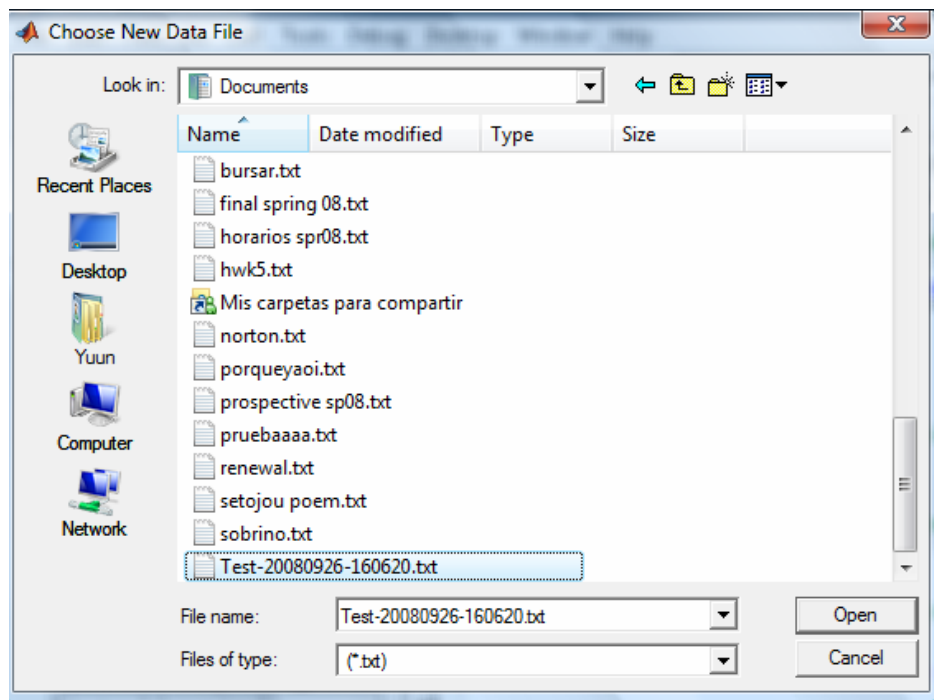 Choose New Data File
Look in: Documents
Name Date modified Type Size
Recent Places
Desktop
Yuun
Computer
Network
bursar.txt
final spring 08.txt
horarios spr08.txt
hwk5.txt
Mis carpetas para compartir
norton.txt
porqueyaoi.txt
prospective sp08.txt
pruebaaaa.txt
renewal.txt
setojou poem.txt
sobrino.txt
Test-20080926-160620.txt
File name: Test-20080926-160620.txt Open
Files of type: (*.txt) Cancel